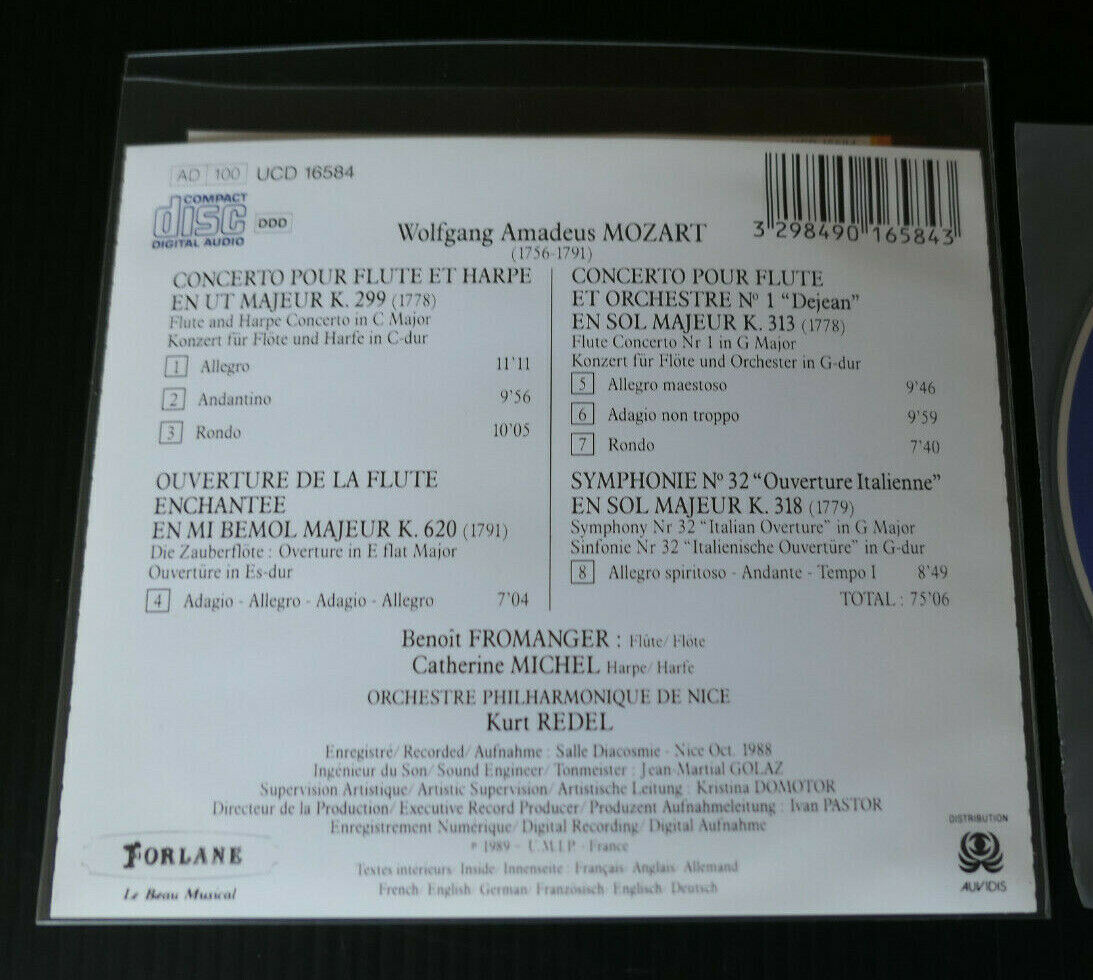 AD 100 UCD 16584
COMPACT
disc
DIGITAL AUDIO
DDD
3 298490 165843
Wolfgang Amadeus MOZART
(1756-1791)
CONCERTO POUR FLUTE ET HARPE
EN UT MAJEUR K. 299 (1778)
Flute and Harpe Concerto in C Major
Konzert für Flöte und Harfe in C-dur
1 Allegro 11'11
2 Andantino 9'56
3 Rondo 10'05
OUVERTURE DE LA FLUTE
ENCHANTEE
EN MI BEMOL MAJEUR K. 620 (1791)
Die Zauberflöte : Overture in E flat Major
Ouvertüre in Es-dur
4 Adagio - Allegro - Adagio - Allegro 7'04
CONCERTO POUR FLUTE
ET ORCHESTRE Nº 1 “Dejean”
EN SOL MAJEUR K. 313 (1778)
Flute Concerto Nr 1 in G Major
Konzert für Flöte und Orchester in G-dur
5 Allegro maestoso 9'46
6 Adagio non troppo 9'59
7 Rondo 7'40
SYMPHONIE Nº 32 “Ouverture Italienne”
EN SOL MAJEUR K. 318 (1779)
Symphony Nr 32 “Italian Overture” in G Major
Sinfonie Nr 32 “Italienische Ouvertüre” in G-dur
8 Allegro spiritoso - Andante - Tempo I 8'49
TOTAL : 75'06
Benoît FROMANGER : Flûte/Flöte
Catherine MICHEL Harpe/Harfe
ORCHESTRE PHILHARMONIQUE DE NICE
Kurt REDEL
Enregistré/Recorded/Aufnahme : Salle Diacosmie - Nice Oct. 1988
Ingénieur du Son/Sound Engineer/Tonmeister : Jean-Martial GOLAZ
Supervision Artistique/Artistic Supervision/Artistische Leitung : Kristina DOMOTOR
Directeur de la Production/Executive Record Producer/Produzent Aufnahmeleitung : Ivan PASTOR
Enregistrement Numérique/Digital Recording/Digital Aufnahme
℗ 1989 - U.M.I.P. - France
Textes intérieurs/Inside/Innenseite : Français/Anglais/Allemand
French/English/German/Französisch/Englisch/Deutsch
FORLANE
Le Beau Musical
DISTRIBUTION
AUVIDIS